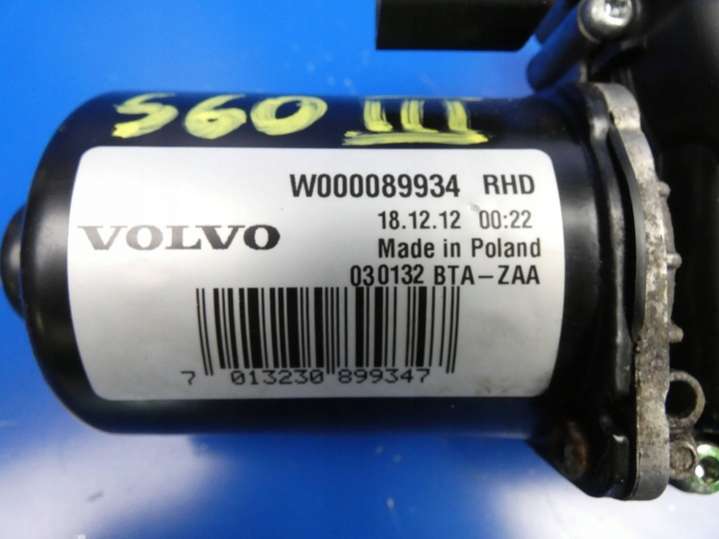 S60 III
W000089934 RHD
VOLVO
18.12.12 00:22
Made in Poland
030132 BTA-ZAA
7 013230 899347